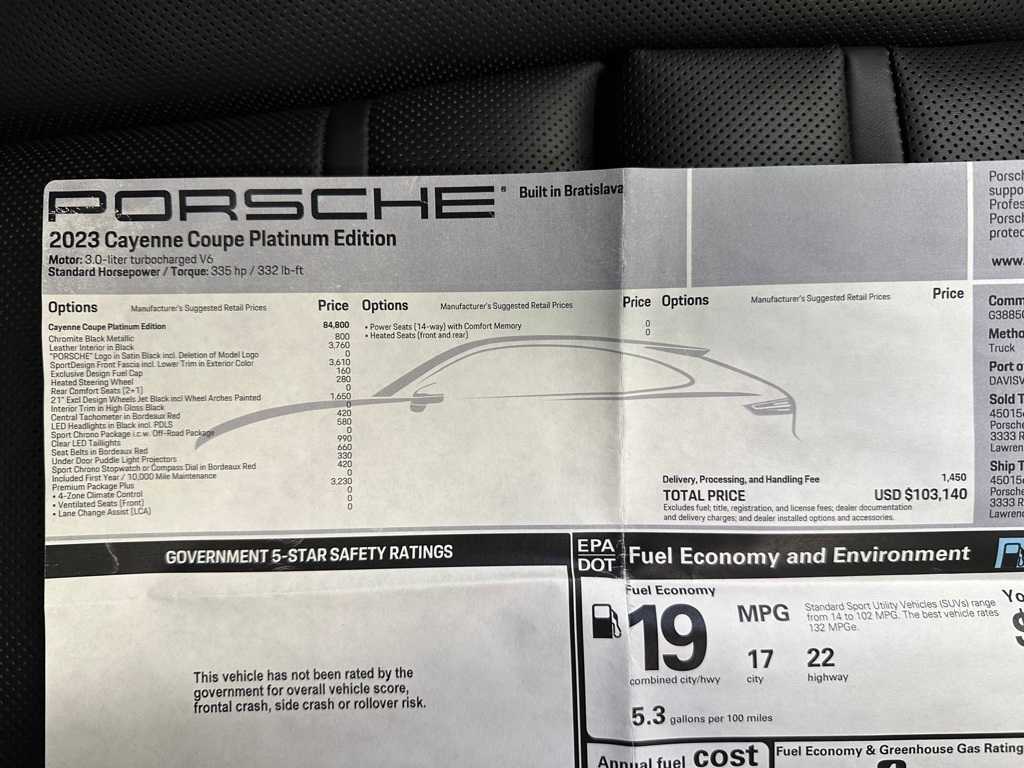 PORSCHE
Built in Bratislava
2023 Cayenne Coupe Platinum Edition
Motor: 3.0-liter turbocharged V6
Standard Horsepower / Torque: 335 hp / 332 lb-ft
Options Manufacturer's Suggested Retail Prices Price
Cayenne Coupe Platinum Edition 84,800
Chromite Black Metallic 800
Leather Interior in Black 3,760
"PORSCHE" Logo in Satin Black incl. Deletion of Model Logo 0
SportDesign Front Fascia incl. Lower Trim in Exterior Color 3,610
Exclusive Design Fuel Cap 160
Heated Steering Wheel 280
Rear Comfort Seats (2+1) 0
21" Excl Design Wheels Jet Black incl Wheel Arches Painted 1,650
Interior Trim in High Gloss Black 0
Central Tachometer in Bordeaux Red 420
LED Headlights in Black incl. PDLS 580
Sport Chrono Package i.c.w. Off-Road Package 0
Clear LED Taillights 990
Seat Belts in Bordeaux Red 660
Under Door Puddle Light Projectors 330
Sport Chrono Stopwatch or Compass Dial in Bordeaux Red 420
Included First Year / 10,000 Mile Maintenance 0
Premium Package Plus 3,230
• 4-Zone Climate Control 0
• Ventilated Seats (Front) 0
• Lane Change Assist (LCA) 0
Options Manufacturer's Suggested Retail Prices Price
• Power Seats (14-way) with Comfort Memory 0
• Heated Seats (front and rear) 0
Options Manufacturer's Suggested Retail Prices Price
Delivery, Processing, and Handling Fee 1,450
TOTAL PRICE USD $103,140
Excludes fuel; title, registration, and license fees; dealer documentation
and delivery charges; and dealer installed options and accessories.
Porsch
suppo
Profes
Porsch
protec
www.
Comm
G3885
Method
Truck
Port o
DAVISV
Sold T
45015
Porsche
3333 R
Lawren
Ship T
45015
Porsche
3333 R
Lawrenc
GOVERNMENT 5-STAR SAFETY RATINGS
This vehicle has not been rated by the
government for overall vehicle score,
frontal crash, side crash or rollover risk.
EPA
DOT
Fuel Economy and Environment
Fuel Economy
19 MPG
combined city/hwy
17
city
22
highway
Standard Sport Utility Vehicles (SUVs) range
from 14 to 102 MPG. The best vehicle rates
132 MPGe.
5.3 gallons per 100 miles
Yo
$
Annual fuel cost
Fuel Economy & Greenhouse Gas Rating